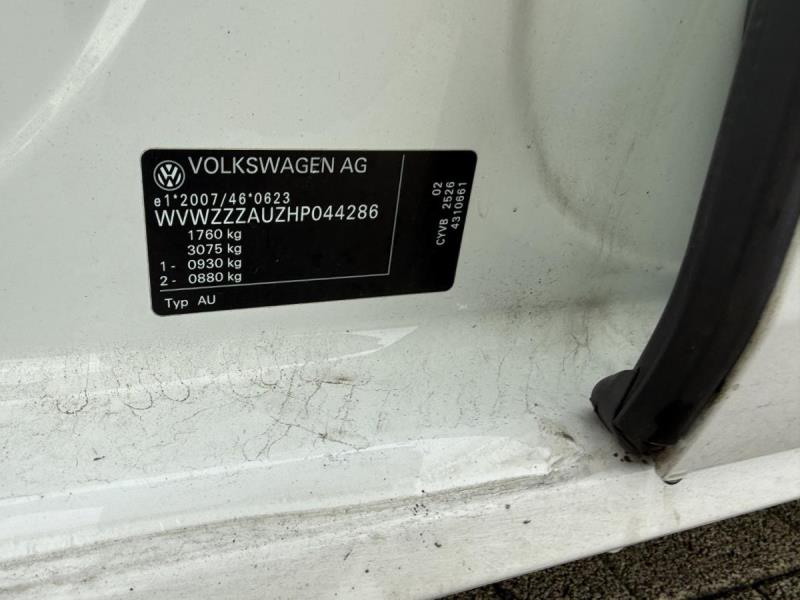 VOLKSWAGEN AG
e1*2007/46*0623
WVWZZZAUZHP044286
1760 kg
3075 kg
1 - 0930 kg
2 - 0880 kg
Typ AU
02
CYVB 2526
4310661